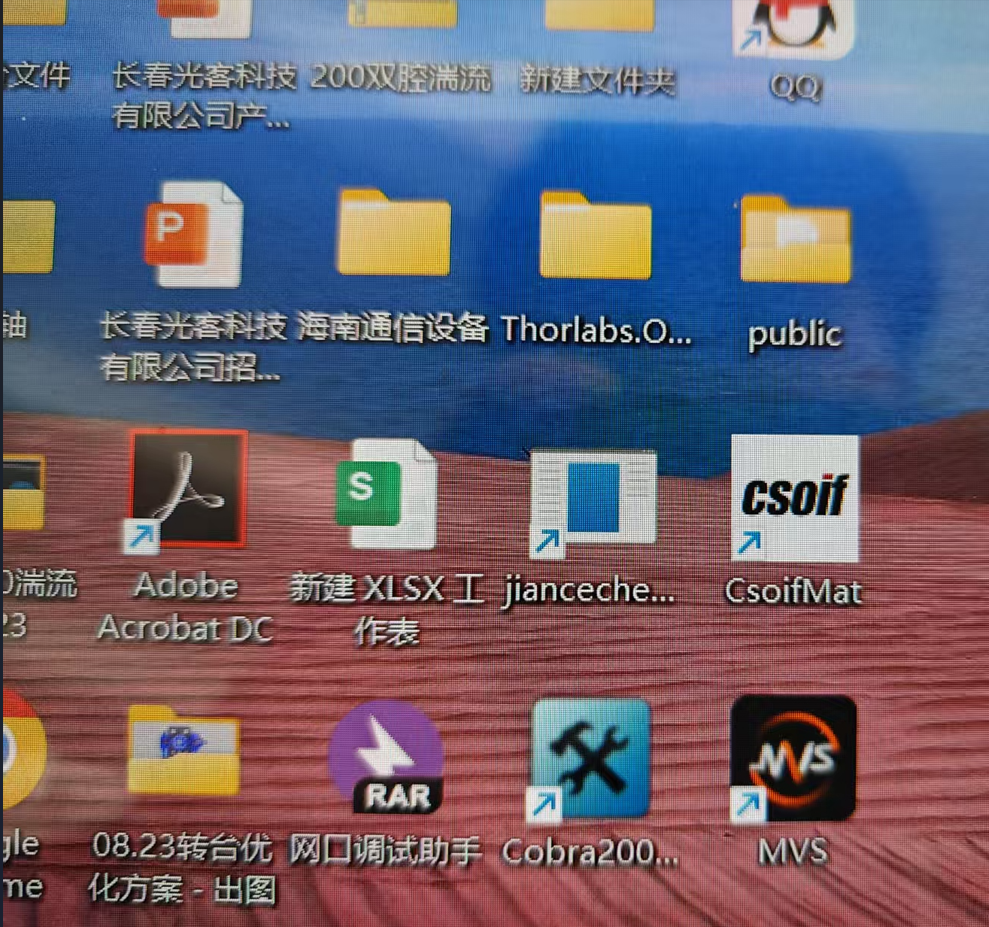 文件
长春光客科技
有限公司产...
200双腔湍流
新建文件夹
QQ
P
轴
长春光客科技
有限公司招...
海南通信设备
Thorlabs.O...
public
S
csoif
0湍流
23
Adobe
Acrobat DC
新建 XLSX 工
作表
jianceche...
CsoifMat
RAR
MVS
gle
me
08.23转台优
化方案 - 出图
网口调试助手
Cobra200...
MVS